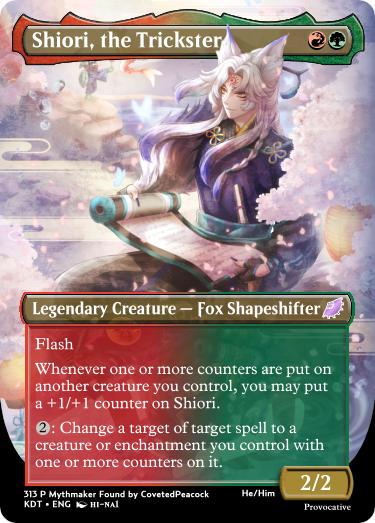 Shiori, the Trickster
Legendary Creature — Fox Shapeshifter
Flash
Whenever one or more counters are put on
another creature you control, you may put
a +1/+1 counter on Shiori.
2: Change a target of target spell to a
creature or enchantment you control with
one or more counters on it.
2/2
313 P Mythmaker Found by CovetedPeacock He/Him
KDT • ENG HI-NAÏ Provocative